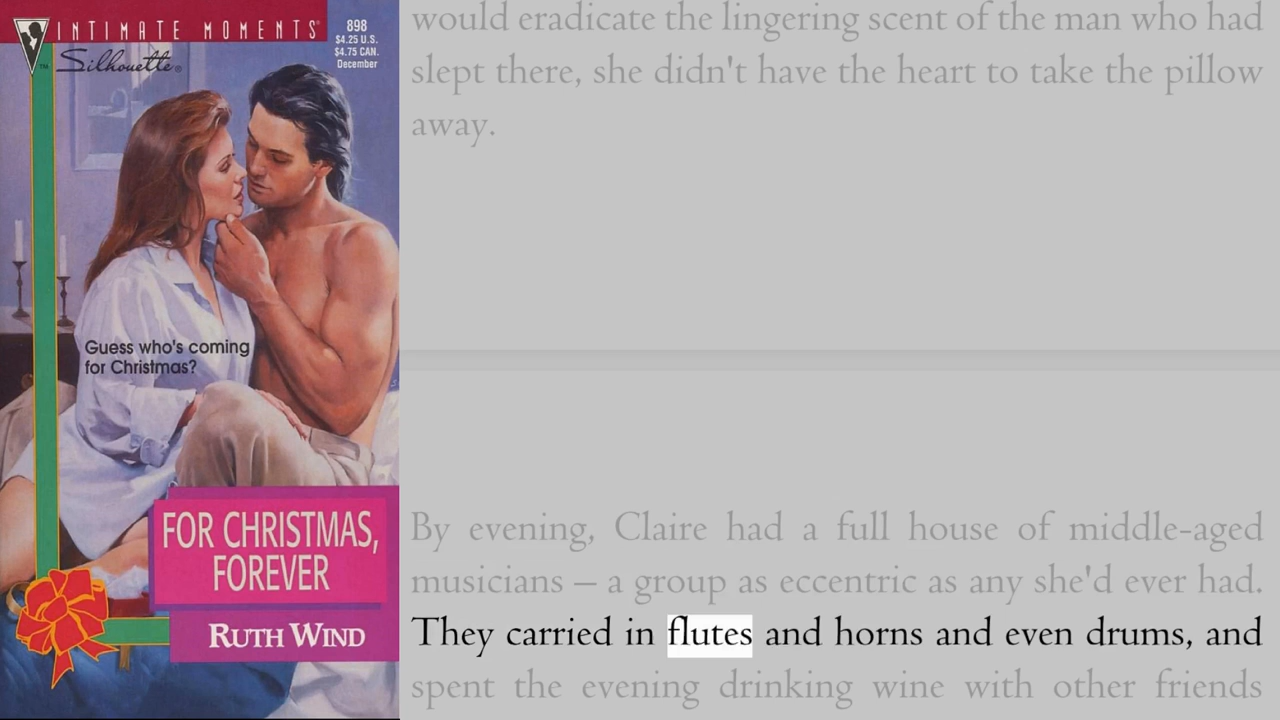 INTIMATE MOMENTS®
898
$4.25 U.S.
$4.75 CAN.
December
™
Silhouette®
Guess who's coming
for Christmas?
FOR CHRISTMAS,
FOREVER
RUTH WIND
would eradicate the lingering scent of the man who had
slept there, she didn't have the heart to take the pillow
away.
By evening, Claire had a full house of middle-aged
musicians – a group as eccentric as any she'd ever had.
They carried in flutes and horns and even drums, and
spent the evening drinking wine with other friends